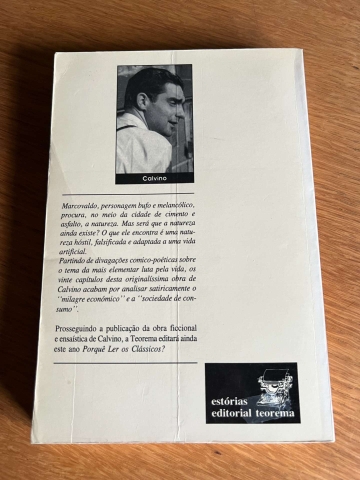 Calvino
Marcovaldo, personagem bufo e melancólico,
procura, no meio da cidade de cimento e
asfalto, a natureza. Mas será que a natureza
ainda existe? O que ele encontra é uma natu-
reza hóstil, falsificada e adaptada a uma vida
artificial.
Partindo de divagações comico-poéticas sobre
o tema da mais elementar luta pela vida, os
vinte capítulos desta originalíssima obra de
Calvino acabam por analisar satiricamente o
"milagre económico" e a "sociedade de con-
sumo".
Prosseguindo a publicação da obra ficcional
e ensaística de Calvino, a Teorema editará ainda
este ano Porquê Ler os Clássicos?
estórias
editorial teorema